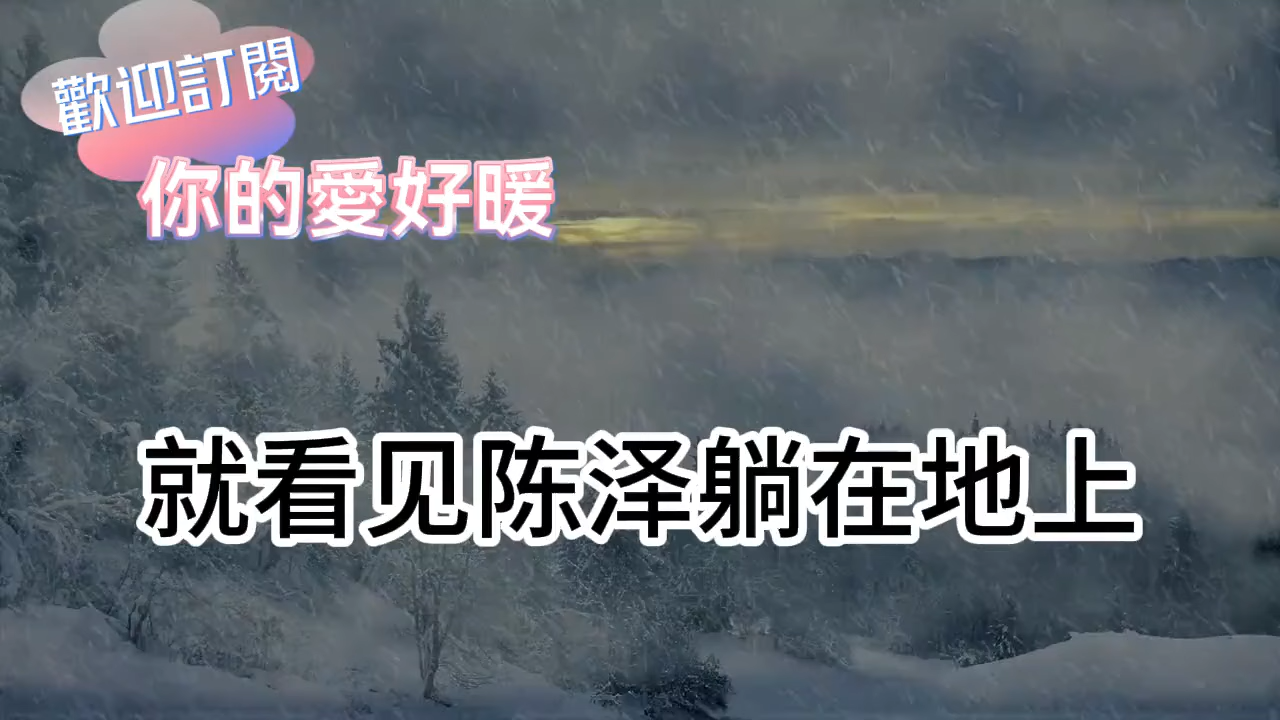 歡迎訂閱
你的愛好暖
就看见陈泽躺在地上